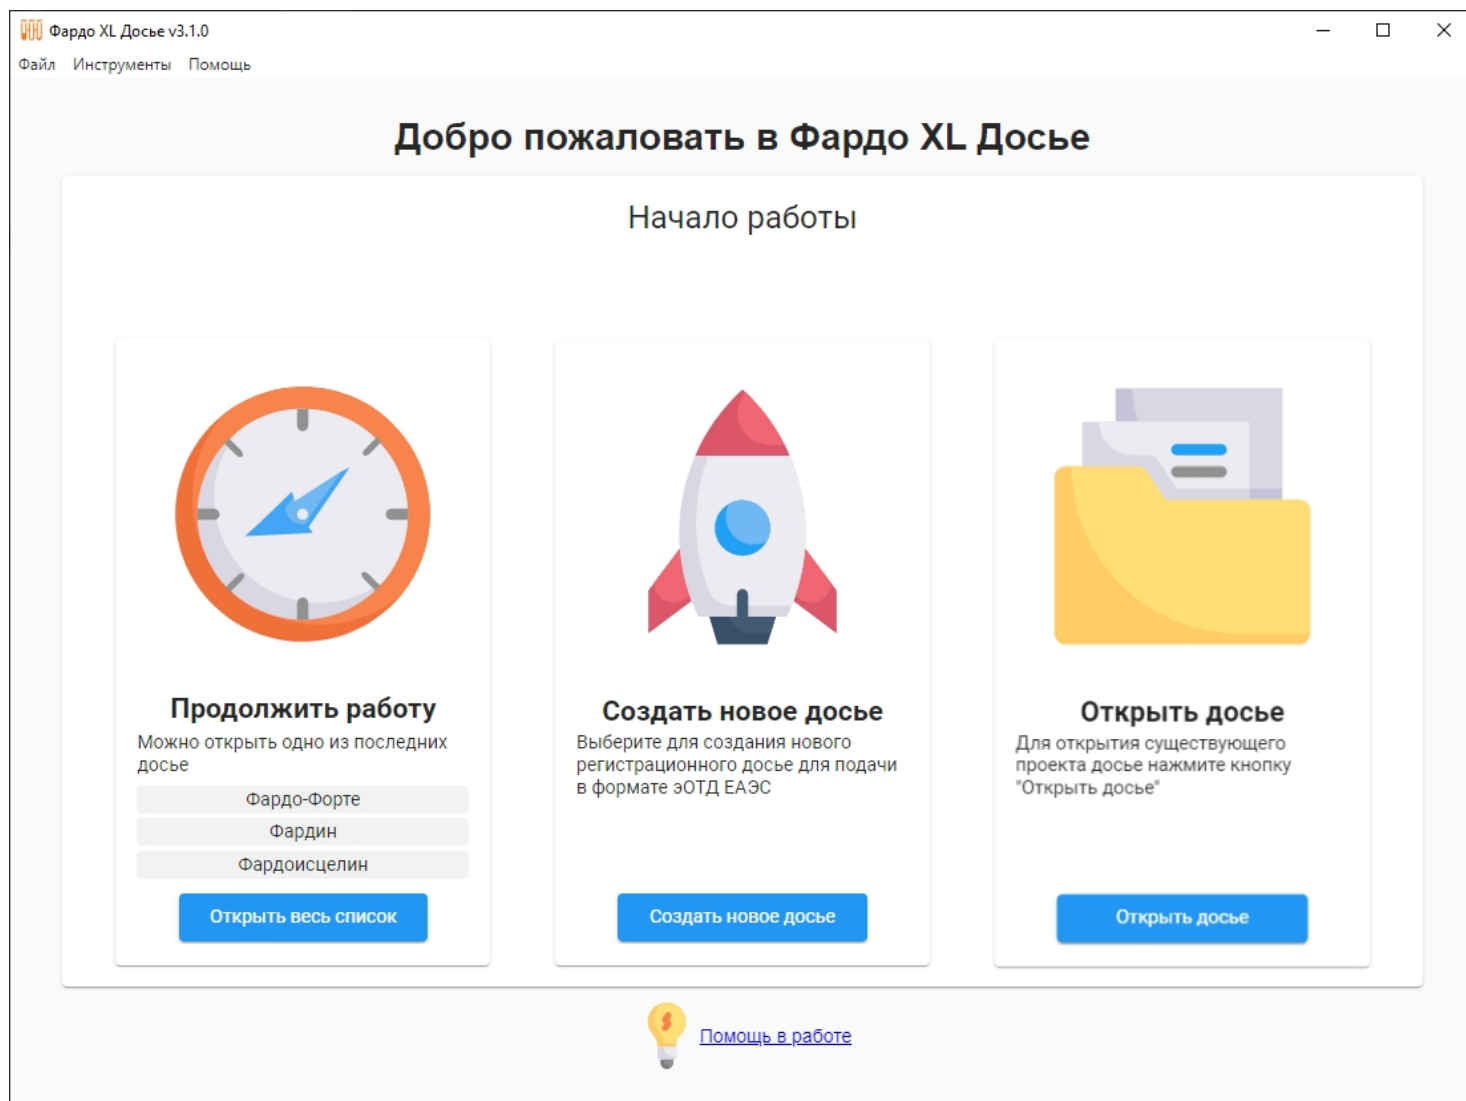 Фардо XL Досье v3.1.0
Файл Инструменты Помощь
Добро пожаловать в Фардо XL Досье
Начало работы
Продолжить работу
Можно открыть одно из последних
досье
Фардо-Форте
Фардин
Фардоисцелин
Открыть весь список
Создать новое досье
Выберите для создания нового
регистрационного досье для подачи
в формате эОТД ЕАЭС
Создать новое досье
Открыть досье
Для открытия существующего
проекта досье нажмите кнопку
"Открыть досье"
Открыть досье
Помощь в работе